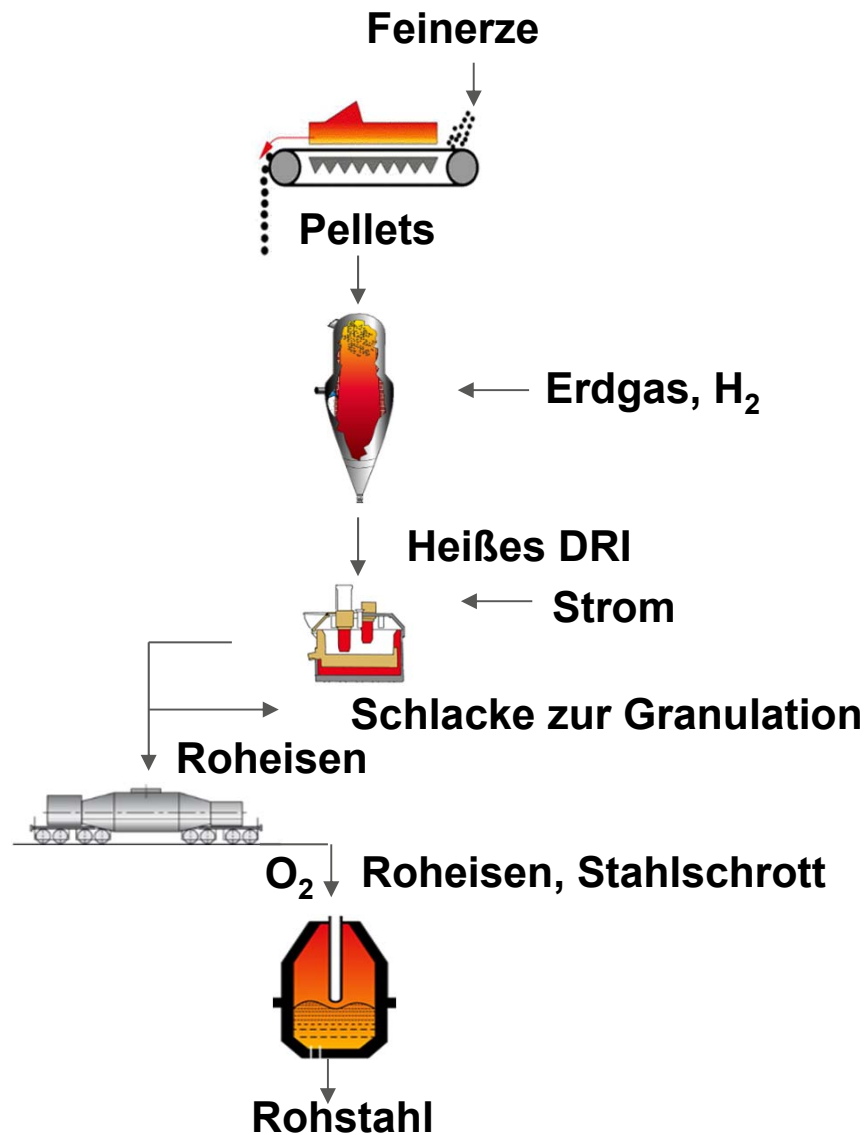 Feinerze
Pellets
Erdgas, H₂
Heißes DRI
Strom
Schlacke zur Granulation
Roheisen
O₂ Roheisen, Stahlschrott
Rohstahl